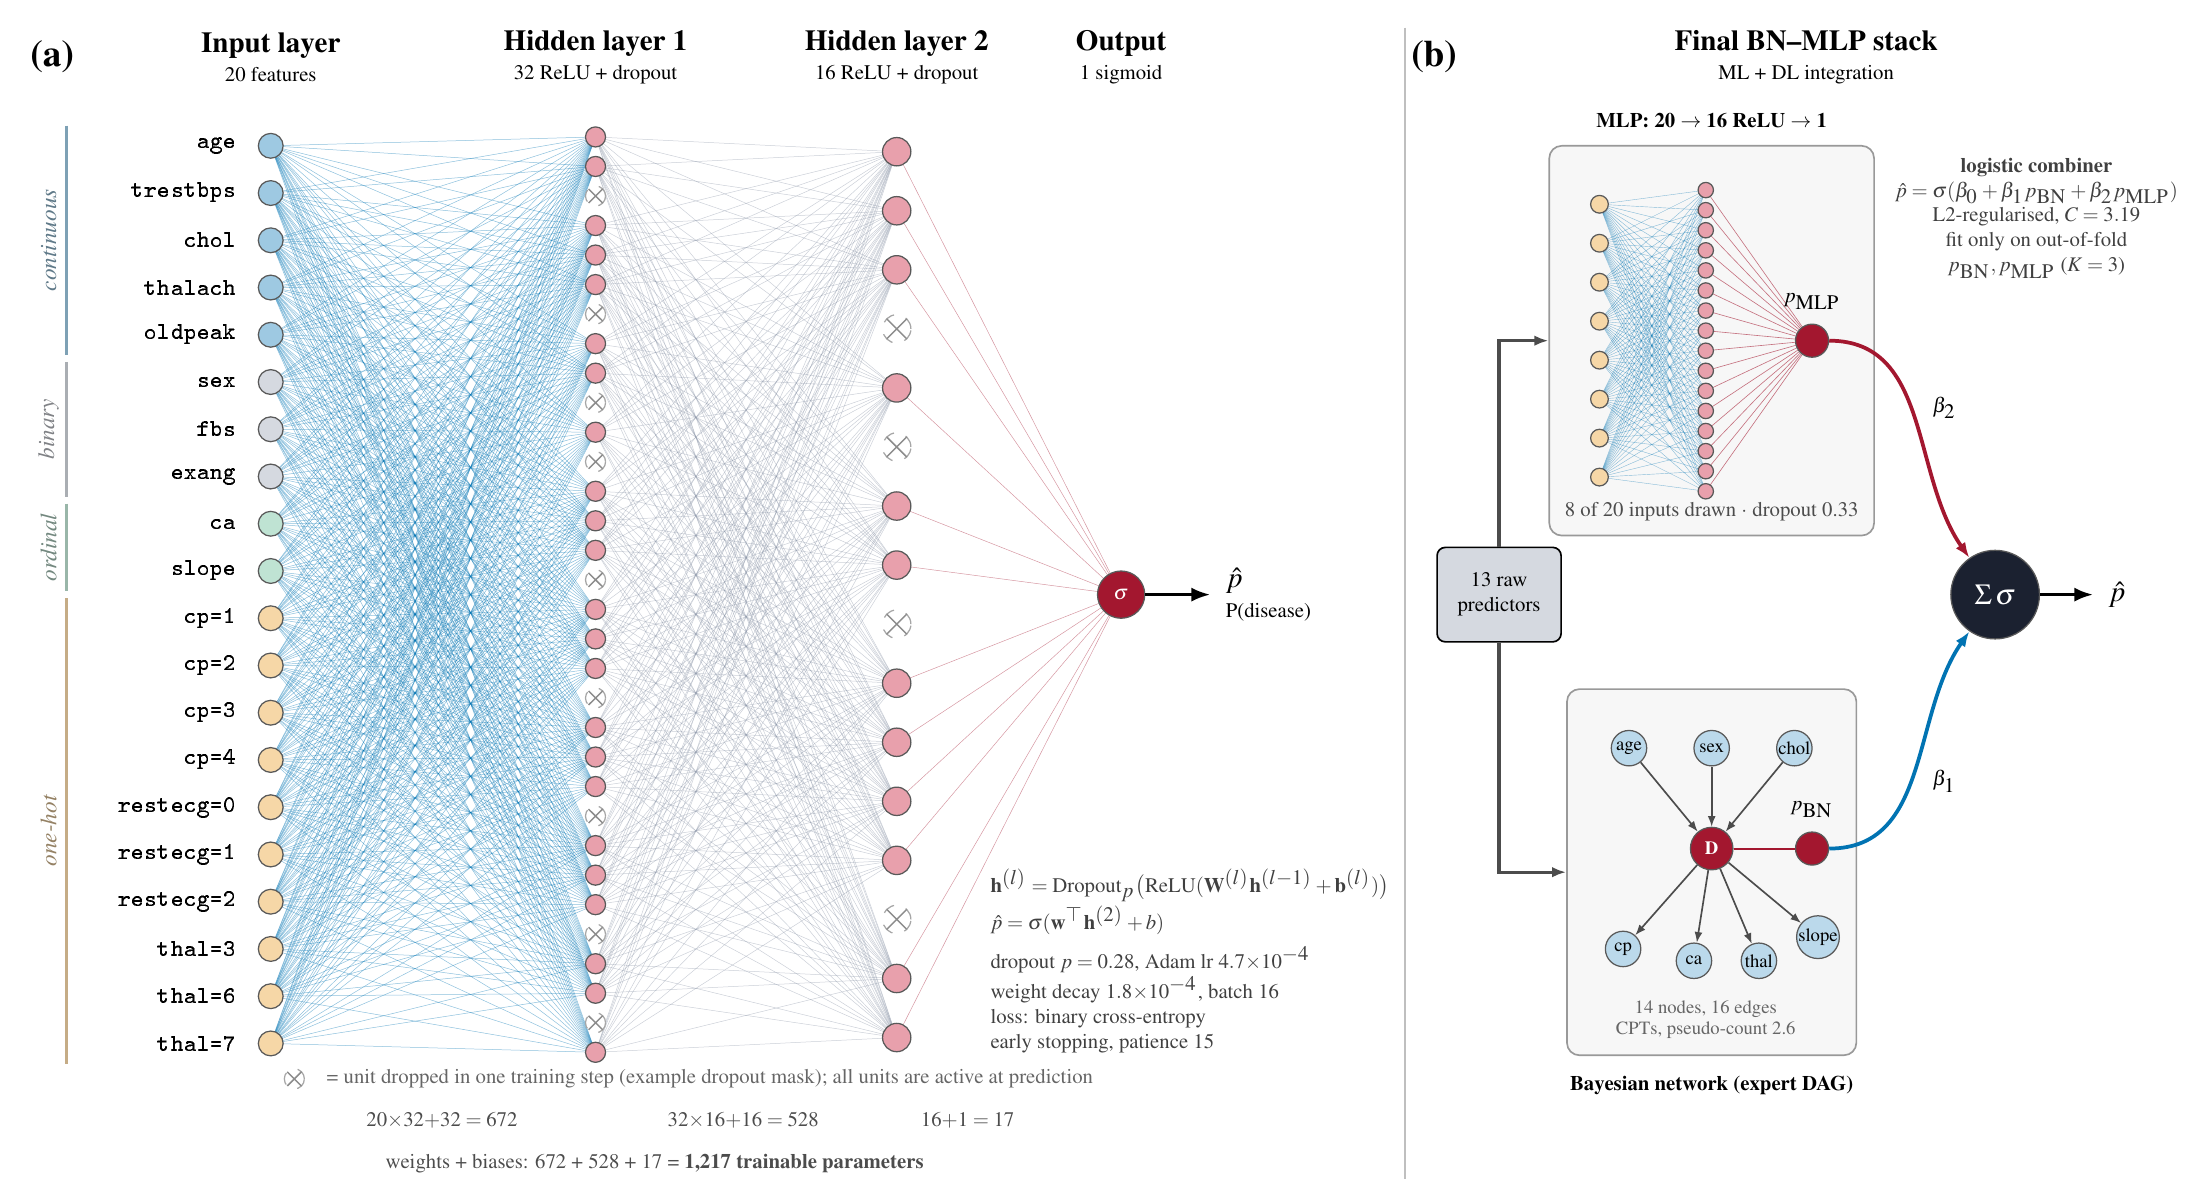 (a)
Input layer
20 features
Hidden layer 1
32 ReLU + dropout
Hidden layer 2
16 ReLU + dropout
Output
1 sigmoid
continuous
binary
ordinal
one-hot
age
trestbps
chol
thalach
oldpeak
sex
fbs
exang
ca
slope
cp=1
cp=2
cp=3
cp=4
restecg=0
restecg=1
restecg=2
thal=3
thal=6
thal=7
σ
p̂
P(disease)
h^(l) = Dropout_p(ReLU(W^(l)h^(l−1) + b^(l)))
p̂ = σ(w^⊤h^(2) + b)
dropout p = 0.28, Adam lr 4.7×10^−4
weight decay 1.8×10^−4, batch 16
loss: binary cross-entropy
early stopping, patience 15
= unit dropped in one training step (example dropout mask); all units are active at prediction
20×32+32 = 672
32×16+16 = 528
16+1 = 17
weights + biases: 672 + 528 + 17 = 1,217 trainable parameters
(b)
Final BN–MLP stack
ML + DL integration
MLP: 20 → 16 ReLU → 1
logistic combiner
p̂ = σ(β₀ + β₁ p_BN + β₂ p_MLP)
L2-regularised, C = 3.19
fit only on out-of-fold
p_BN, p_MLP (K = 3)
p_MLP
8 of 20 inputs drawn · dropout 0.33
β₂
13 raw
predictors
Σσ
p̂
β₁
age
sex
chol
p_BN
D
cp
ca
thal
slope
14 nodes, 16 edges
CPTs, pseudo-count 2.6
Bayesian network (expert DAG)